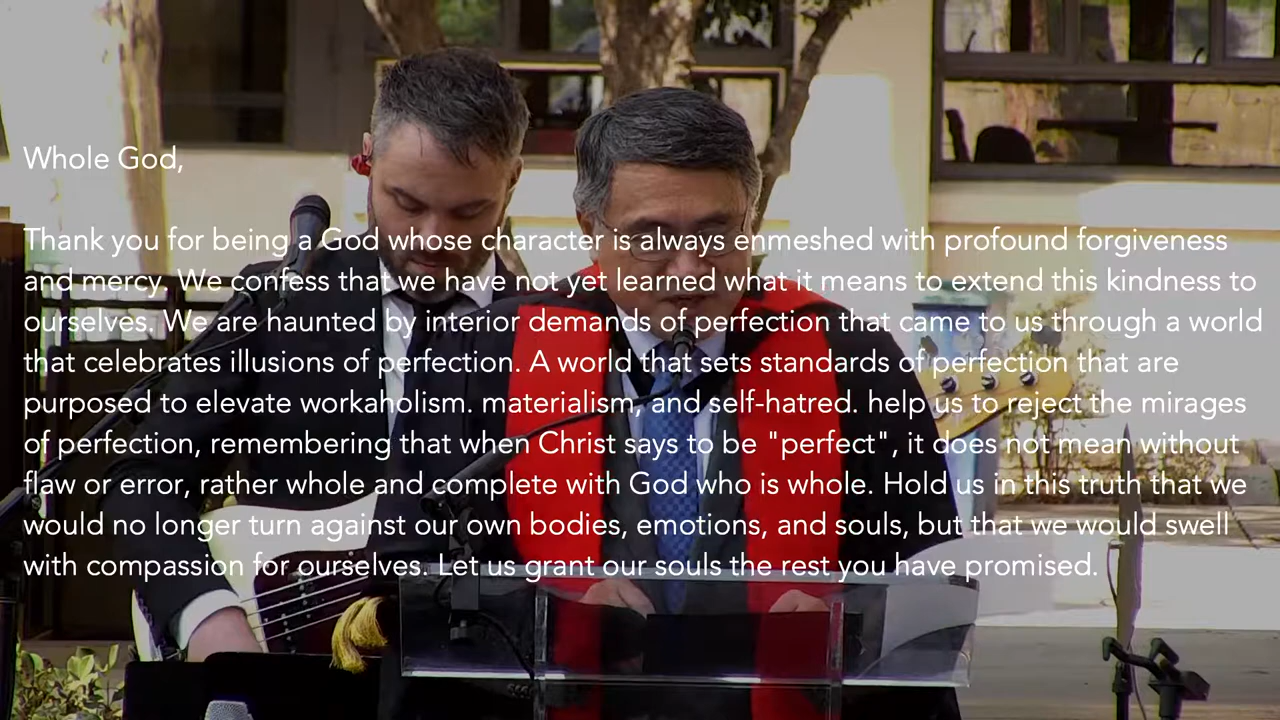 Whole God,
Thank you for being a God whose character is always enmeshed with profound forgiveness
and mercy. We confess that we have not yet learned what it means to extend this kindness to
ourselves. We are haunted by interior demands of perfection that came to us through a world
that celebrates illusions of perfection. A world that sets standards of perfection that are
purposed to elevate workaholism. materialism, and self-hatred. help us to reject the mirages
of perfection, remembering that when Christ says to be "perfect", it does not mean without
flaw or error, rather whole and complete with God who is whole. Hold us in this truth that we
would no longer turn against our own bodies, emotions, and souls, but that we would swell
with compassion for ourselves. Let us grant our souls the rest you have promised.